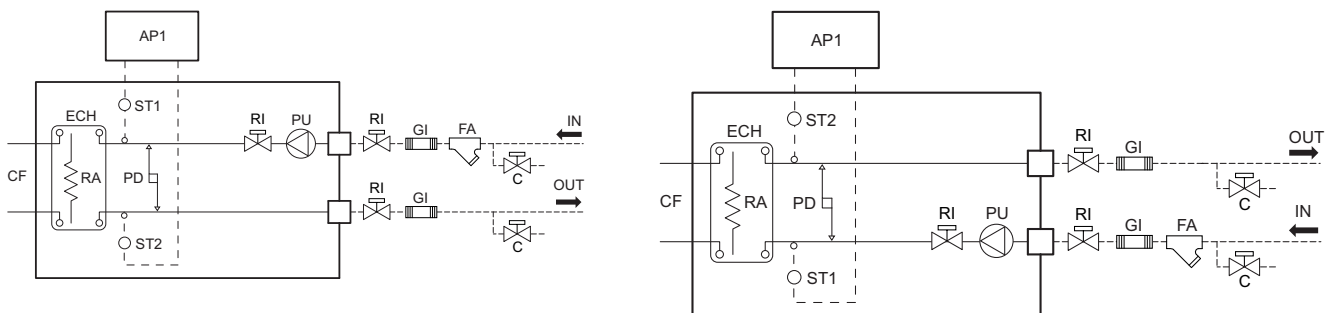 AP1
ST1
ECH
RI
PU
RI
GI
FA
IN
CF
RA
PD
C
OUT
RI
GI
ST2
C
AP1
ST2
ECH
RI
GI
OUT
CF
RA
PD
C
RI
PU
RI
GI
FA
IN
ST1
C